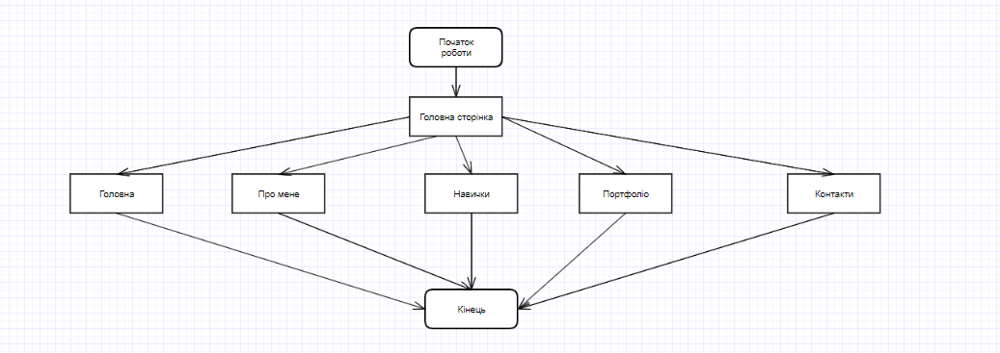 Початок
роботи
Головна сторінка
Головна
Про мене
Навички
Портфоліо
Контакти
Кінець